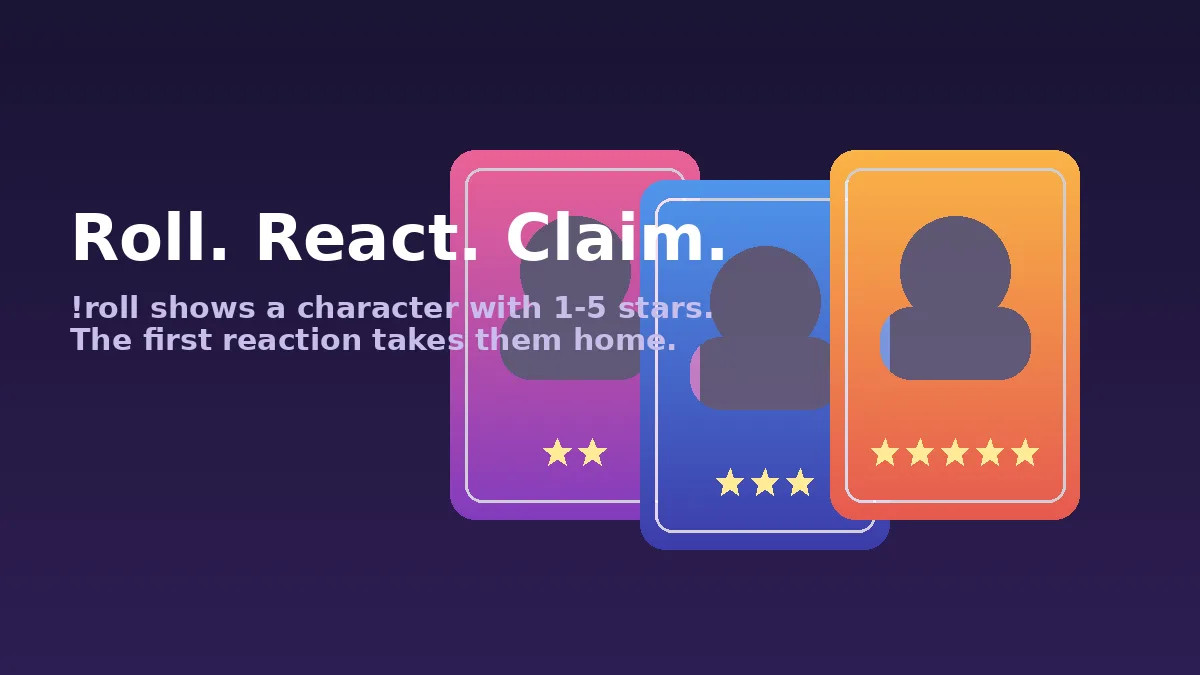 Roll. React. Claim.
!roll shows a character with 1-5 stars.
The first reaction takes them home.